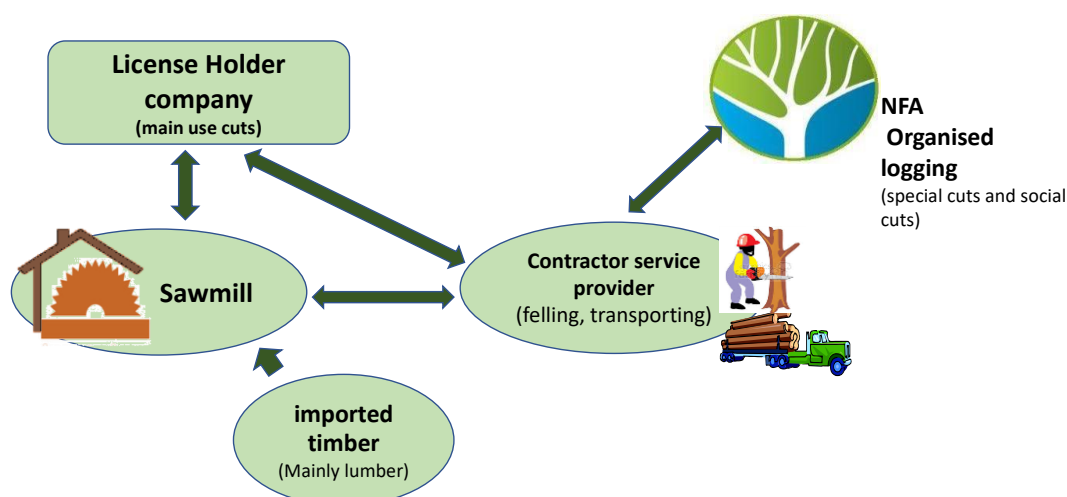 License Holder
company
(main use cuts)
NFA
Organised
logging
(special cuts and social
cuts)
Sawmill
Contractor service
provider
(felling, transporting)
imported
timber
(Mainly lumber)